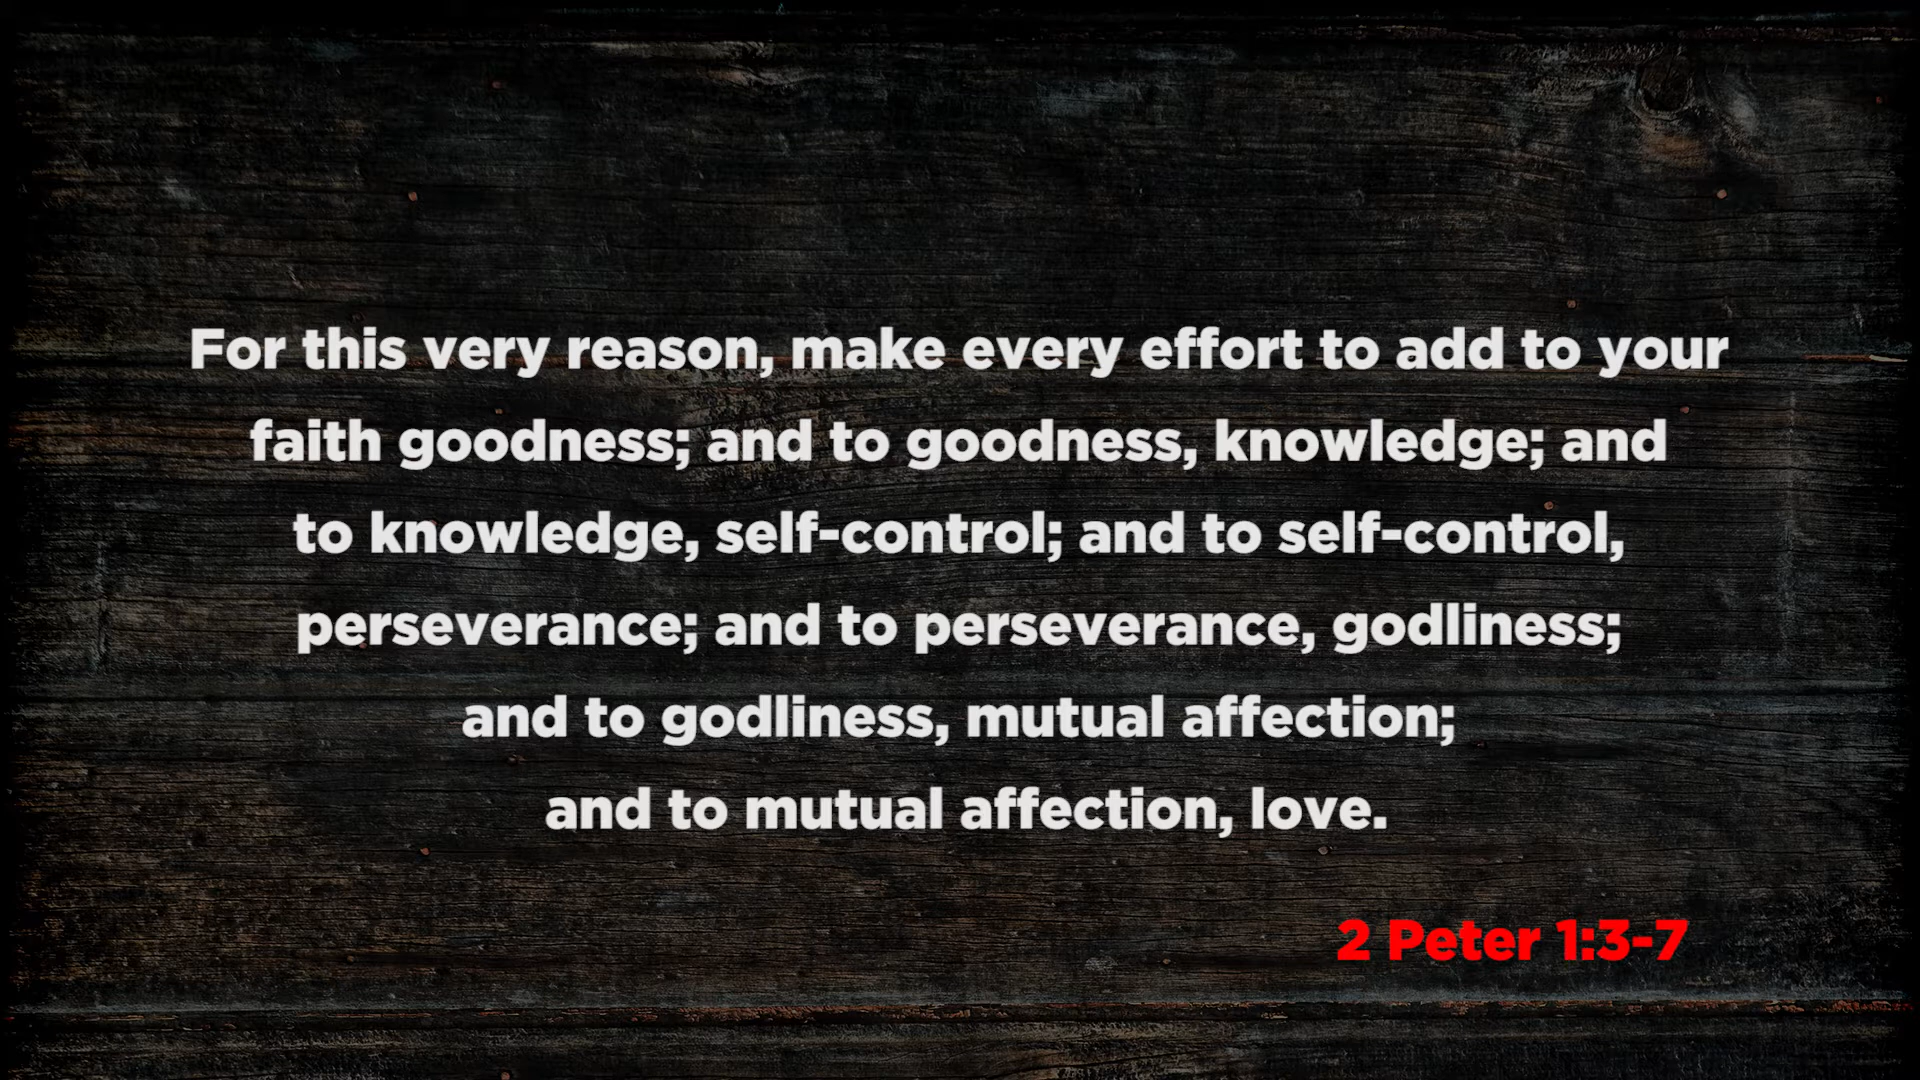 For this very reason, make every effort to add to your
faith goodness; and to goodness, knowledge; and
to knowledge, self-control; and to self-control,
perseverance; and to perseverance, godliness;
and to godliness, mutual affection;
and to mutual affection, love.
2 Peter 1:3-7